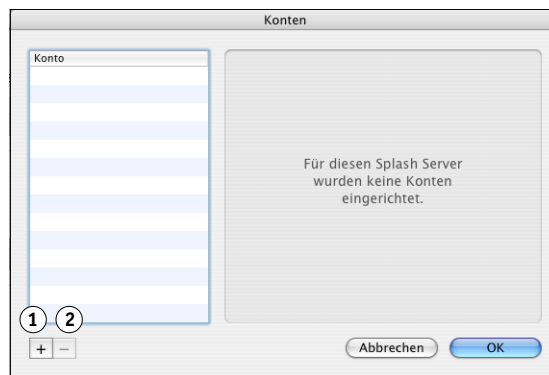 Konten
Konto
Für diesen Splash Server
wurden keine Konten
eingerichtet.
1 2
+ −
Abbrechen OK